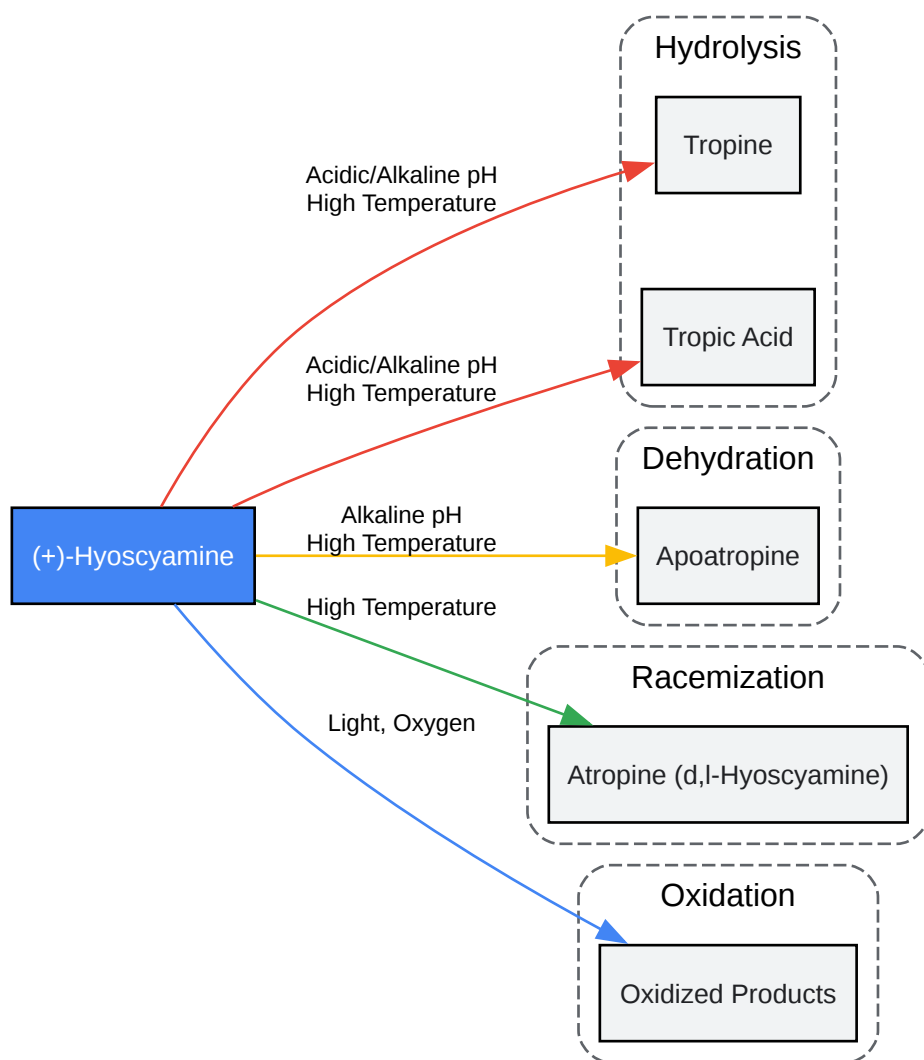 Hydrolysis
Tropine
Acidic/Alkaline pH
High Temperature
Tropic Acid
Acidic/Alkaline pH
High Temperature
Dehydration
(+)-Hyoscyamine
Alkaline pH
High Temperature
Apoatropine
High Temperature
Racemization
Light, Oxygen
Atropine (d,l-Hyoscyamine)
Oxidation
Oxidized Products